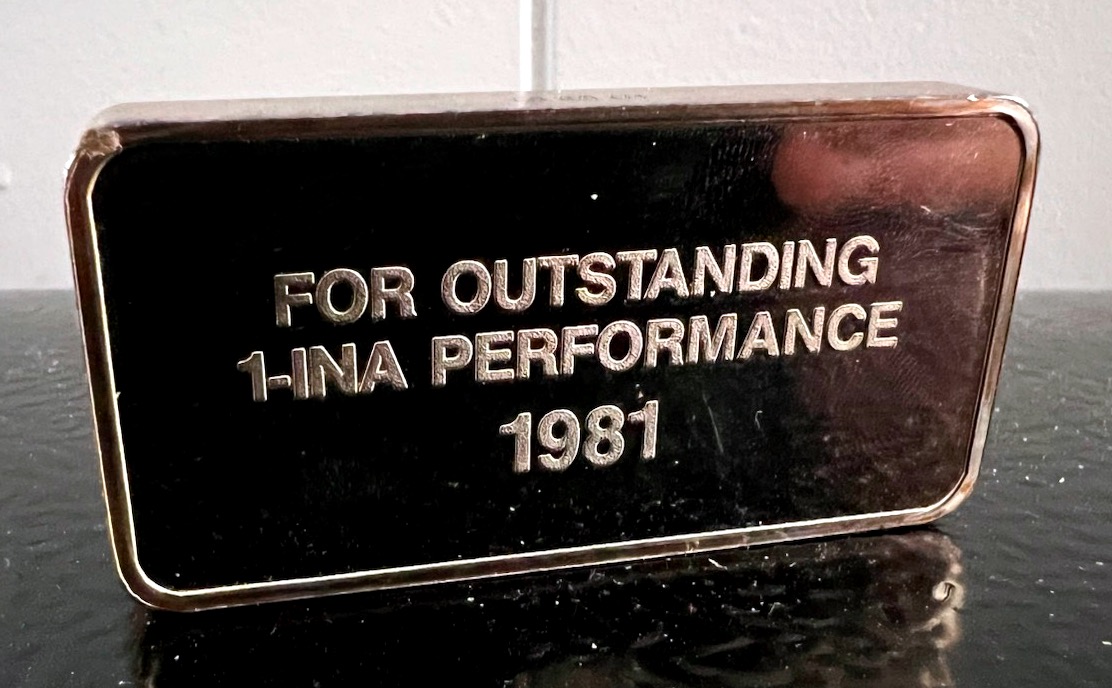 FOR OUTSTANDING
1-INA PERFORMANCE
1981